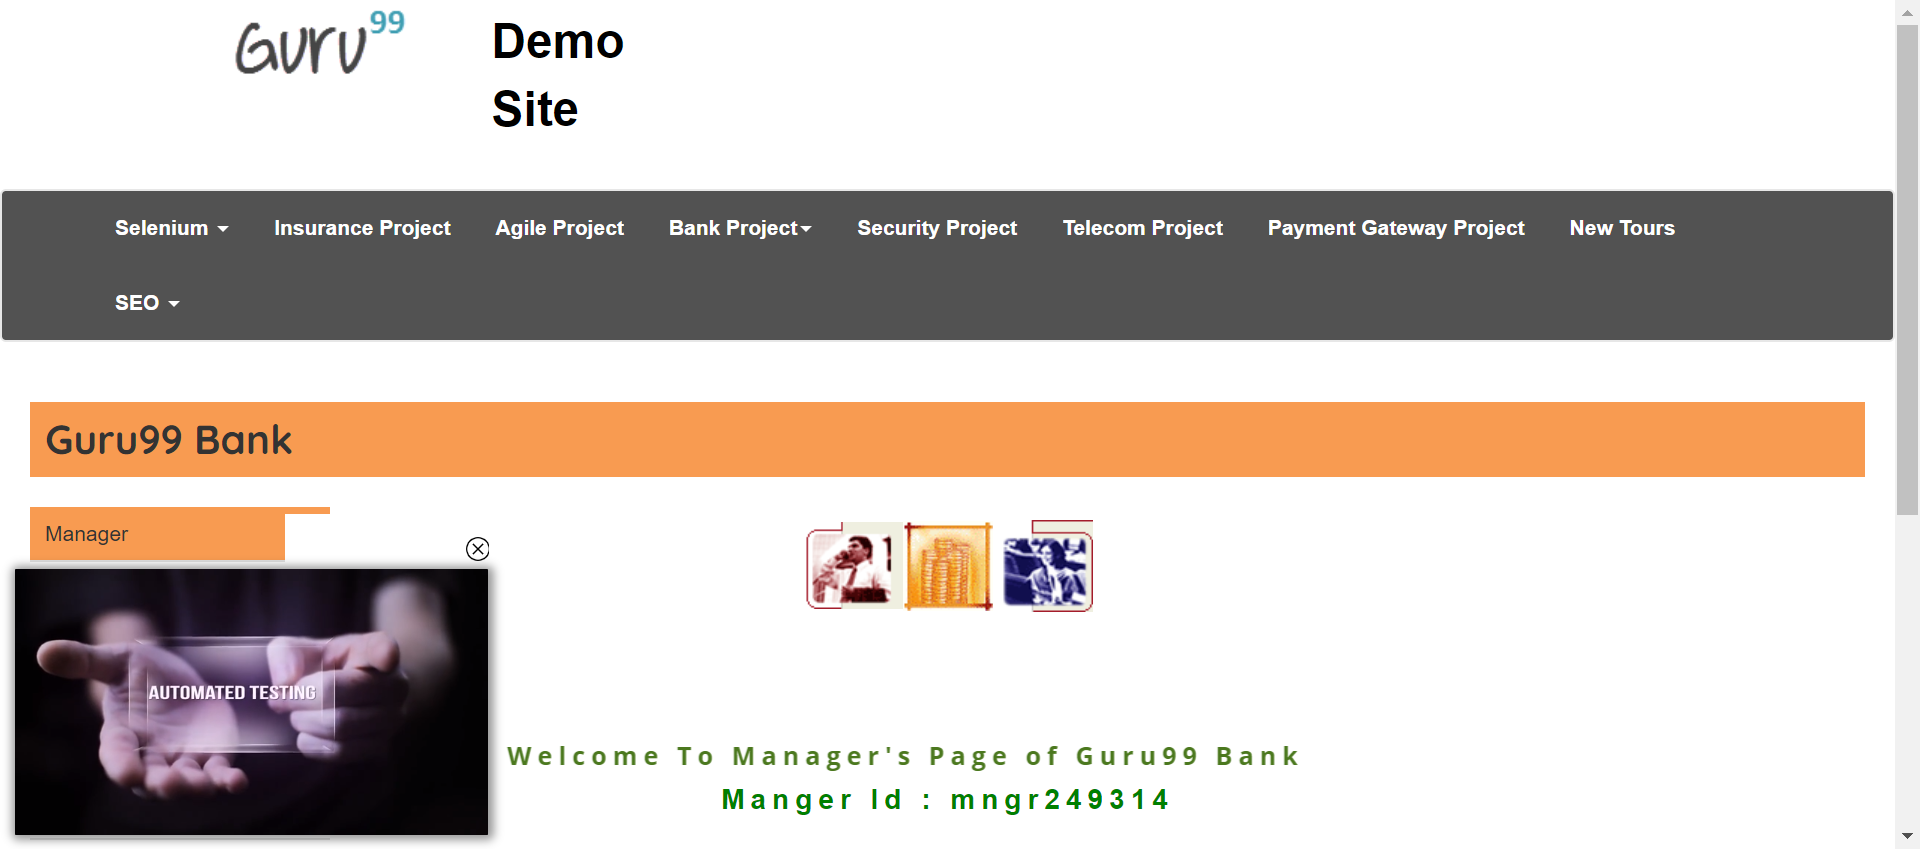 Guru99
Demo
Site
Selenium Insurance Project Agile Project Bank Project Security Project Telecom Project Payment Gateway Project New Tours
SEO
Guru99 Bank
Manager
AUTOMATED TESTING
Welcome To Manager's Page of Guru99 Bank
Manger Id : mngr249314